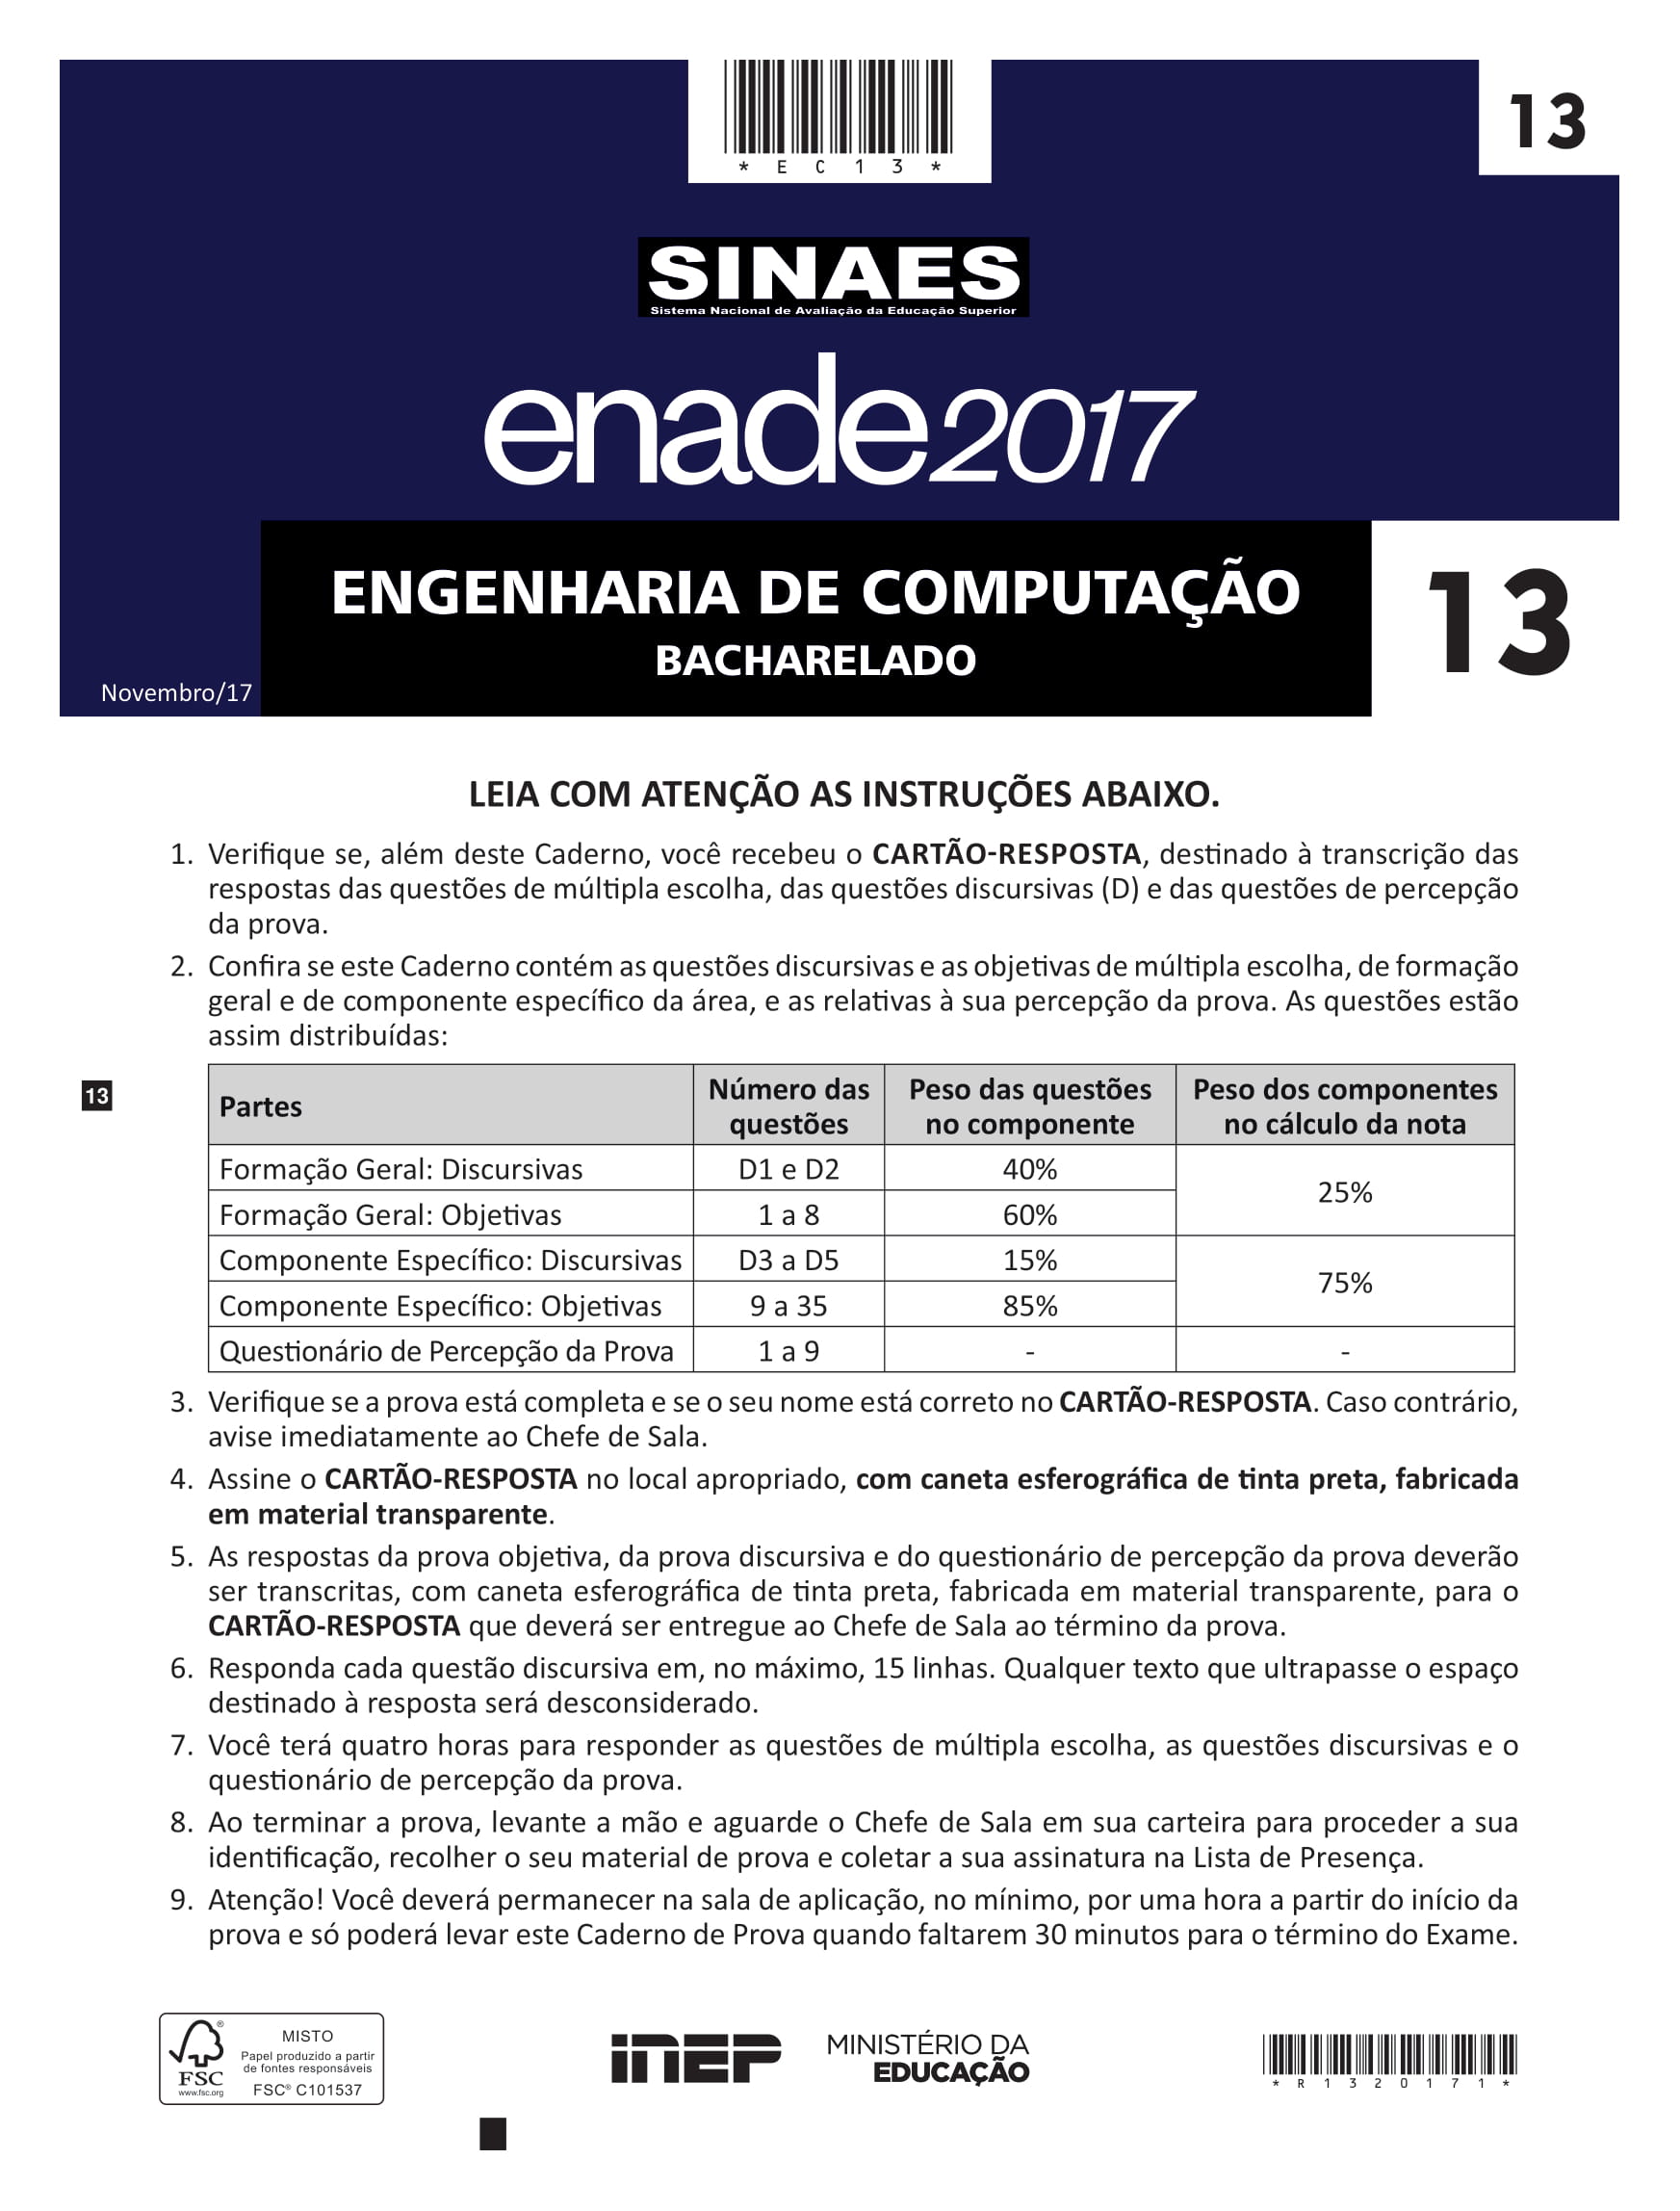 * E C 1 3 *
13
SINAES
Sistema Nacional de Avaliação da Educação Superior
enade2017
ENGENHARIA DE COMPUTAÇÃO
BACHARELADO
13
Novembro/17
LEIA COM ATENÇÃO AS INSTRUÇÕES ABAIXO.
1. Verifique se, além deste Caderno, você recebeu o CARTÃO-RESPOSTA, destinado à transcrição das
respostas das questões de múltipla escolha, das questões discursivas (D) e das questões de percepção
da prova.
2. Confira se este Caderno contém as questões discursivas e as objetivas de múltipla escolha, de formação
geral e de componente específico da área, e as relativas à sua percepção da prova. As questões estão
assim distribuídas:
13
Partes Número das questões Peso das questões no componente Peso dos componentes no cálculo da nota
Formação Geral: Discursivas D1 e D2 40% 25%
Formação Geral: Objetivas 1 a 8 60%
Componente Específico: Discursivas D3 a D5 15% 75%
Componente Específico: Objetivas 9 a 35 85%
Questionário de Percepção da Prova 1 a 9 - -
3. Verifique se a prova está completa e se o seu nome está correto no CARTÃO-RESPOSTA. Caso contrário,
avise imediatamente ao Chefe de Sala.
4. Assine o CARTÃO-RESPOSTA no local apropriado, com caneta esferográfica de tinta preta, fabricada
em material transparente.
5. As respostas da prova objetiva, da prova discursiva e do questionário de percepção da prova deverão
ser transcritas, com caneta esferográfica de tinta preta, fabricada em material transparente, para o
CARTÃO-RESPOSTA que deverá ser entregue ao Chefe de Sala ao término da prova.
6. Responda cada questão discursiva em, no máximo, 15 linhas. Qualquer texto que ultrapasse o espaço
destinado à resposta será desconsiderado.
7. Você terá quatro horas para responder as questões de múltipla escolha, as questões discursivas e o
questionário de percepção da prova.
8. Ao terminar a prova, levante a mão e aguarde o Chefe de Sala em sua carteira para proceder a sua
identificação, recolher o seu material de prova e coletar a sua assinatura na Lista de Presença.
9. Atenção! Você deverá permanecer na sala de aplicação, no mínimo, por uma hora a partir do início da
prova e só poderá levar este Caderno de Prova quando faltarem 30 minutos para o término do Exame.
®
FSC
www.fsc.org
MISTO
Papel produzido a partir
de fontes responsáveis
FSC® C101537
INEP
MINISTÉRIO DA
EDUCAÇÃO
* R 1 3 2 0 1 7 1 *